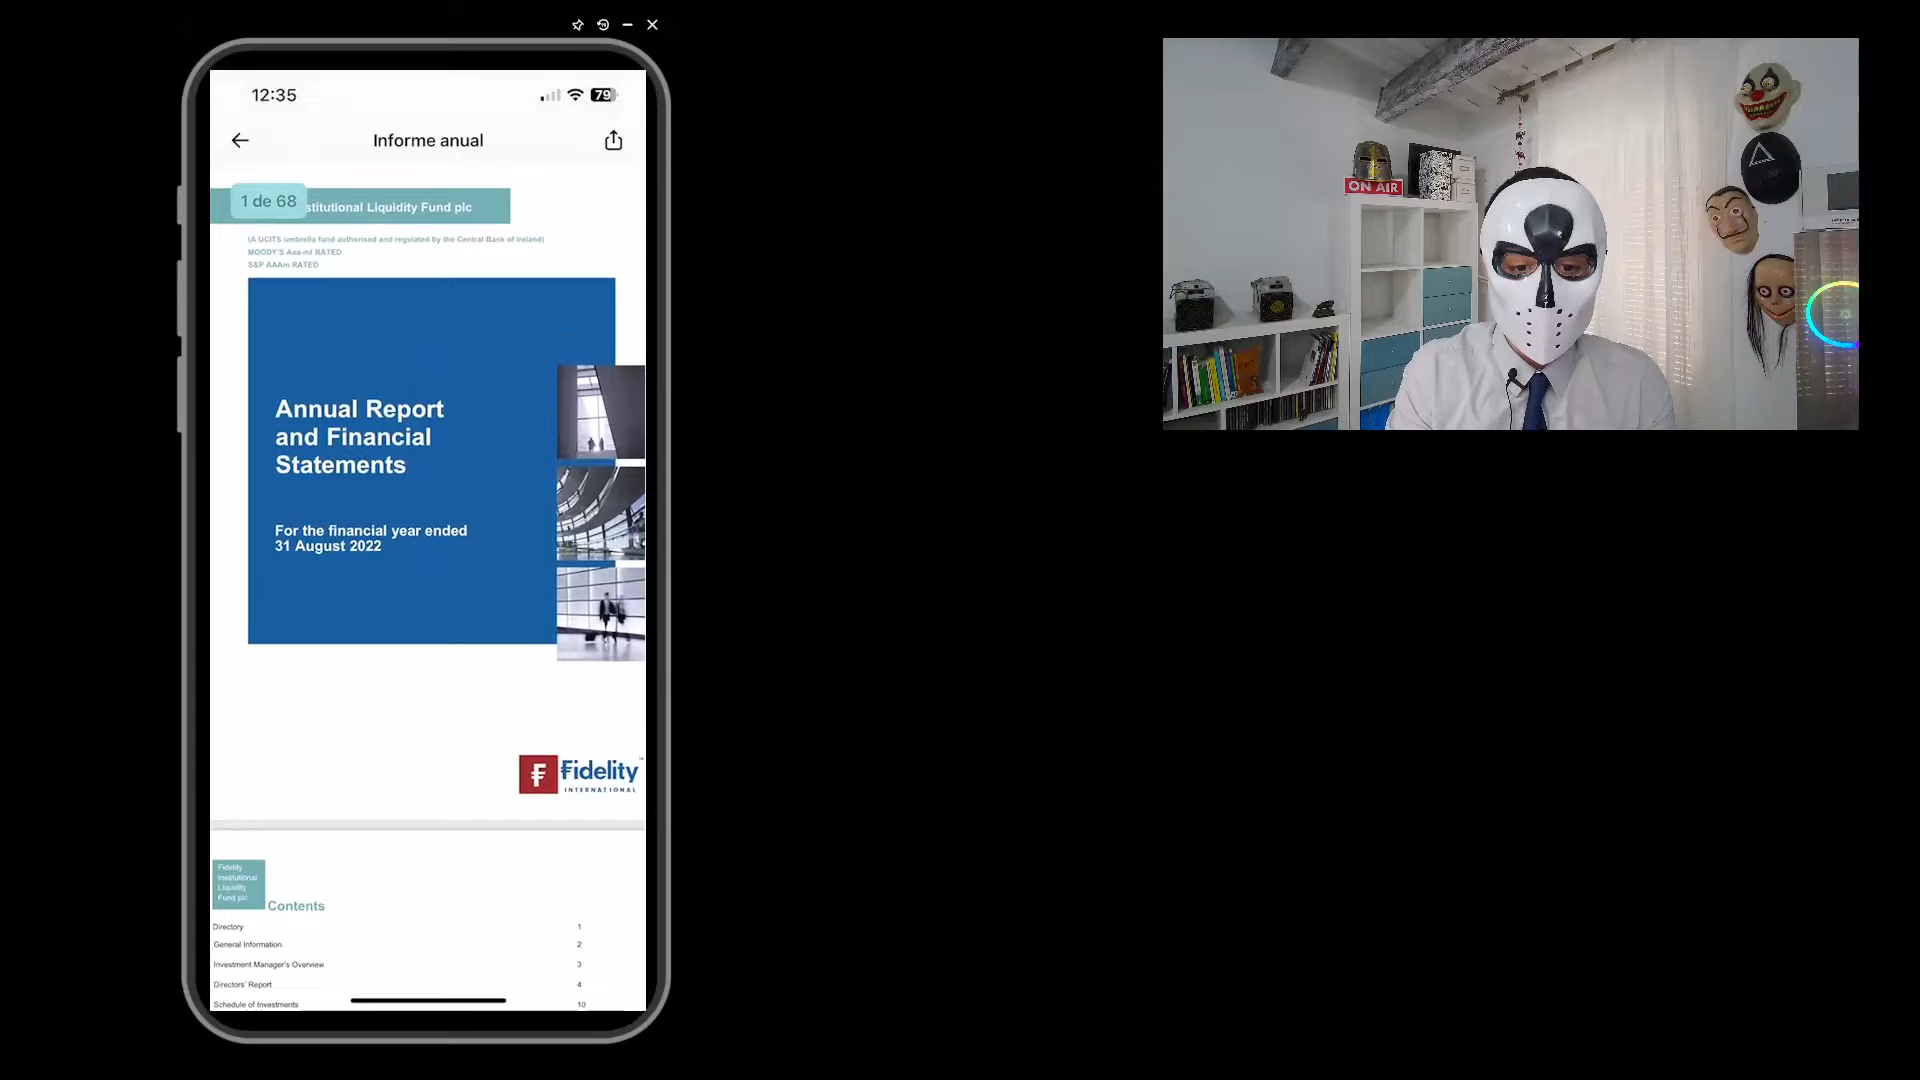 12:35
79
Informe anual
1 de 68
stitutional Liquidity Fund plc
(A UCITS umbrella fund authorised and regulated by the Central Bank of Ireland)
MOODY'S Aaa-mf RATED
S&P AAAm RATED
Annual Report
and Financial
Statements
For the financial year ended
31 August 2022
Fidelity
INTERNATIONAL
Fidelity
Institutional
Liquidity
Fund plc
Contents
Directory 1
General Information 2
Investment Manager's Overview 3
Directors' Report 4
Schedule of Investments 10
ON AIR